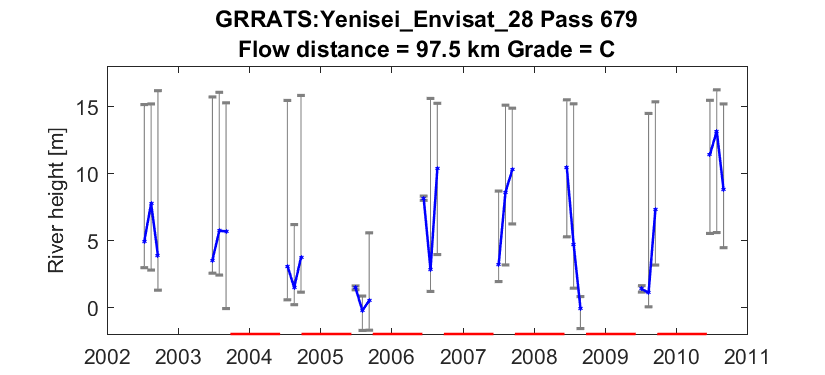 GRRATS:Yenisei_Envisat_28 Pass 679
Flow distance = 97.5 km Grade = C
River height [m]
15
10
5
0
2002 2003 2004 2005 2006 2007 2008 2009 2010 2011